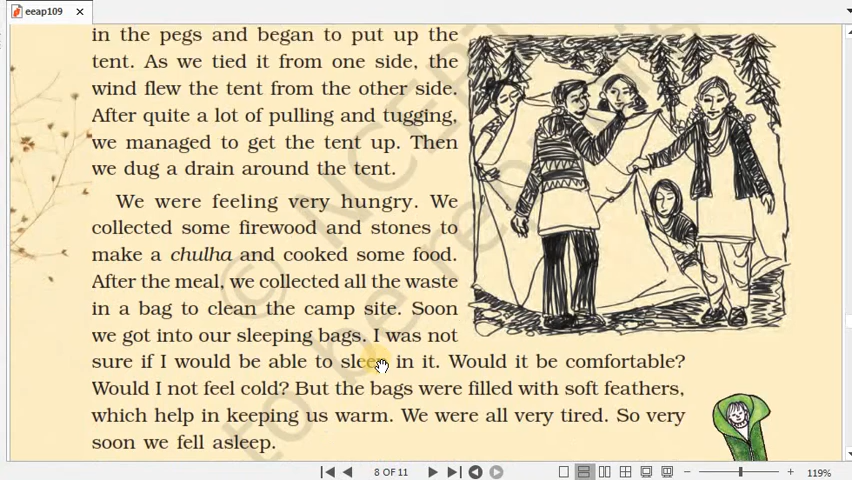 eeap109
in the pegs and began to put up the
tent. As we tied it from one side, the
wind flew the tent from the other side.
After quite a lot of pulling and tugging,
we managed to get the tent up. Then
we dug a drain around the tent.
We were feeling very hungry. We
collected some firewood and stones to
make a chulha and cooked some food.
After the meal, we collected all the waste
in a bag to clean the camp site. Soon
we got into our sleeping bags. I was not
sure if I would be able to sleep in it. Would it be comfortable?
Would I not feel cold? But the bags were filled with soft feathers,
which help in keeping us warm. We were all very tired. So very
soon we fell asleep.
8 OF 11
119%